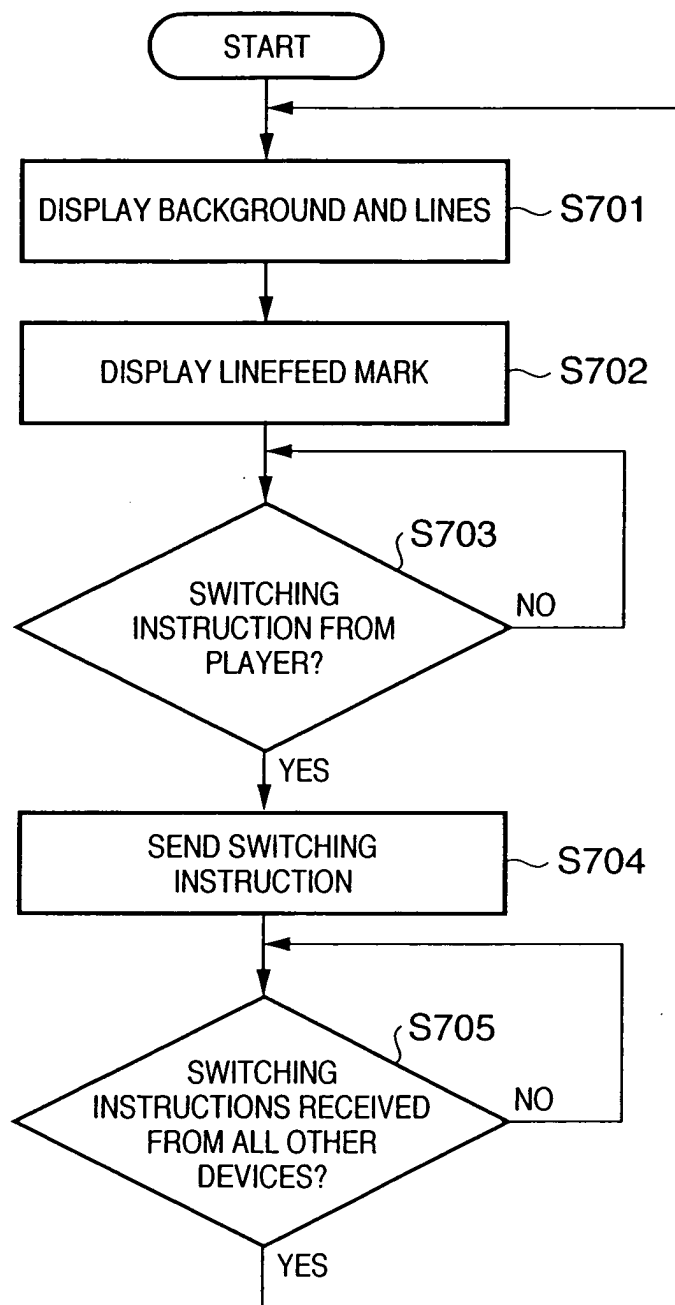 START
DISPLAY BACKGROUND AND LINES
S701
DISPLAY LINEFEED MARK
S702
S703
SWITCHING
INSTRUCTION FROM
PLAYER?
NO
YES
SEND SWITCHING
INSTRUCTION
S704
S705
SWITCHING
INSTRUCTIONS RECEIVED
FROM ALL OTHER
DEVICES?
NO
YES